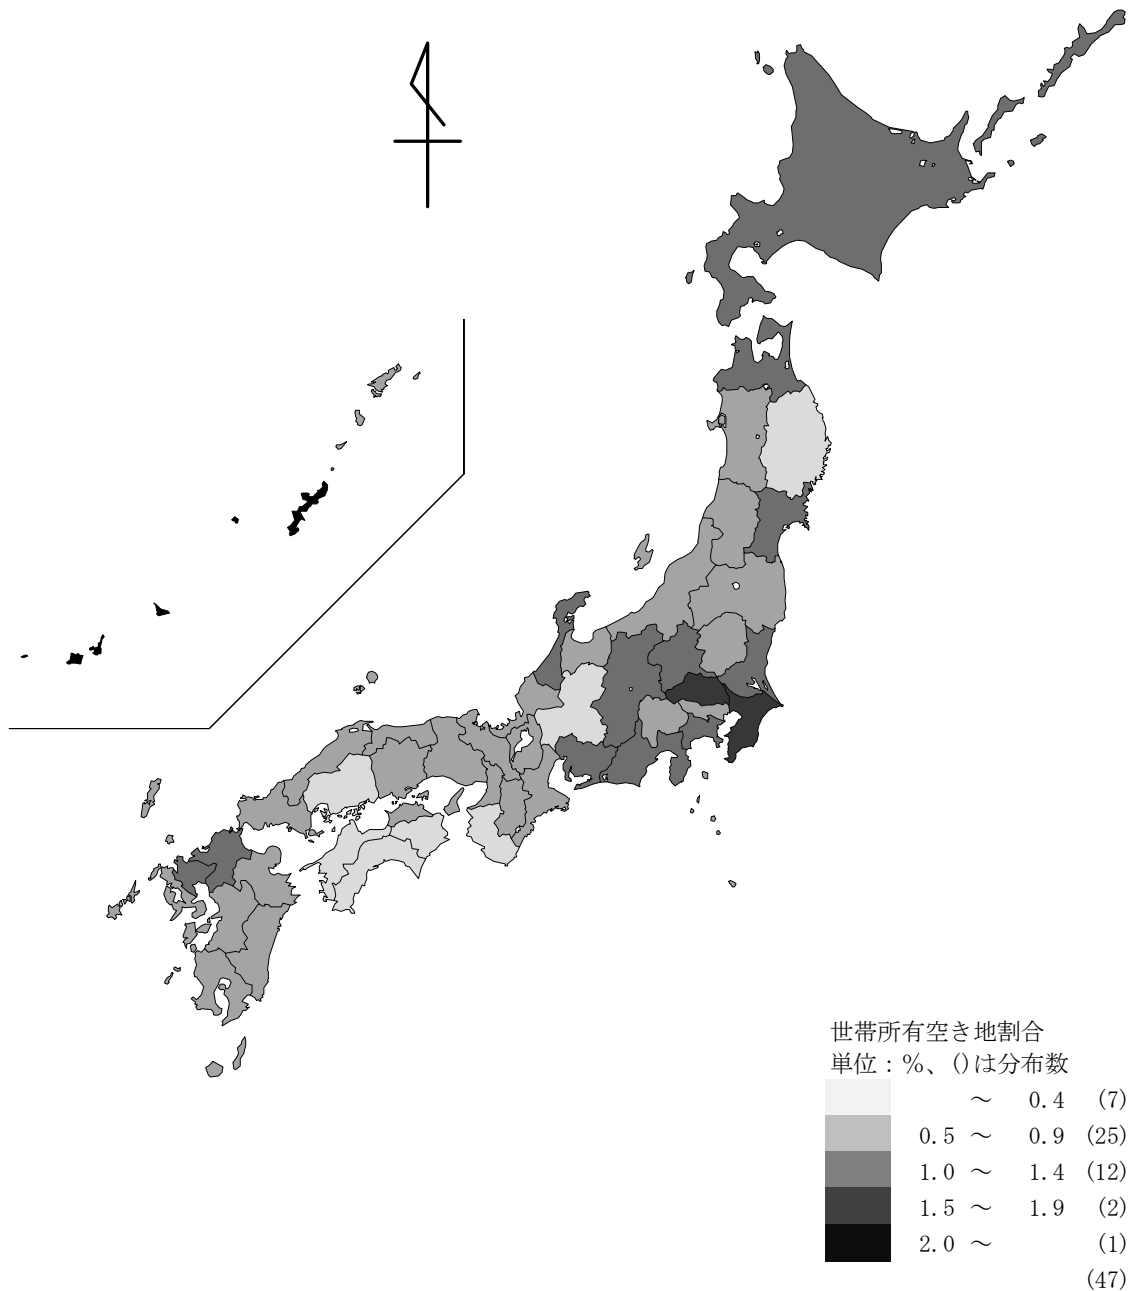 世帯所有空き地割合
単位：％、()は分布数
～ 0.4 (7)
0.5 ～ 0.9 (25)
1.0 ～ 1.4 (12)
1.5 ～ 1.9 (2)
2.0 ～ (1)
(47)